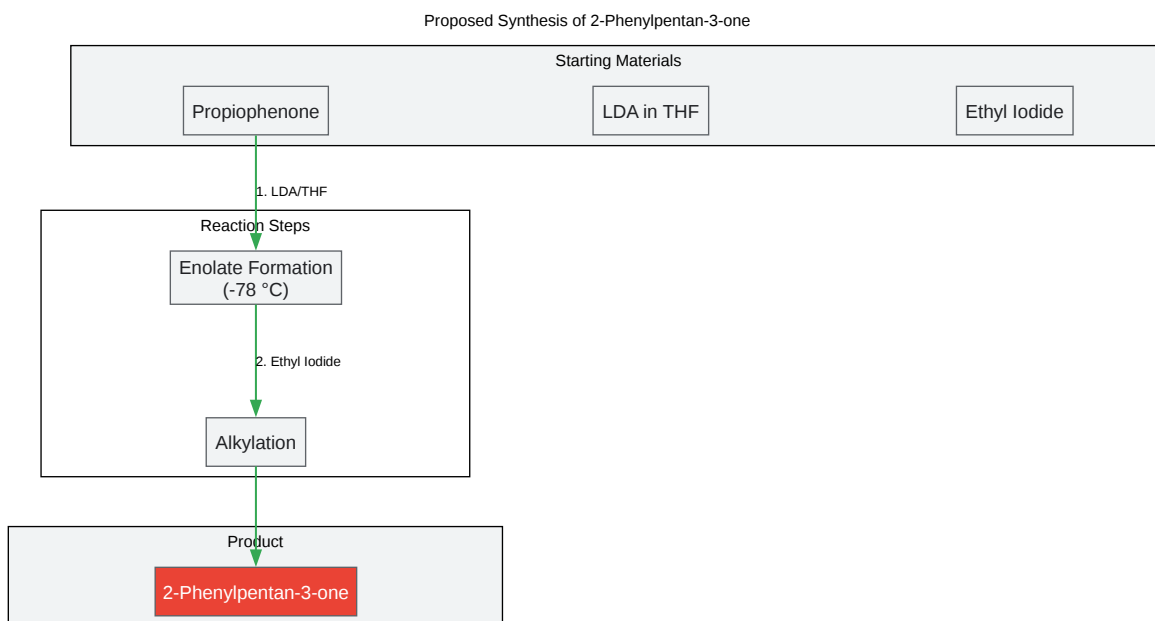 Proposed Synthesis of 2-Phenylpentan-3-one
Starting Materials
Propiophenone
LDA in THF
Ethyl Iodide
1. LDA/THF
Reaction Steps
Enolate Formation
(-78 °C)
2. Ethyl Iodide
Alkylation
Product
2-Phenylpentan-3-one